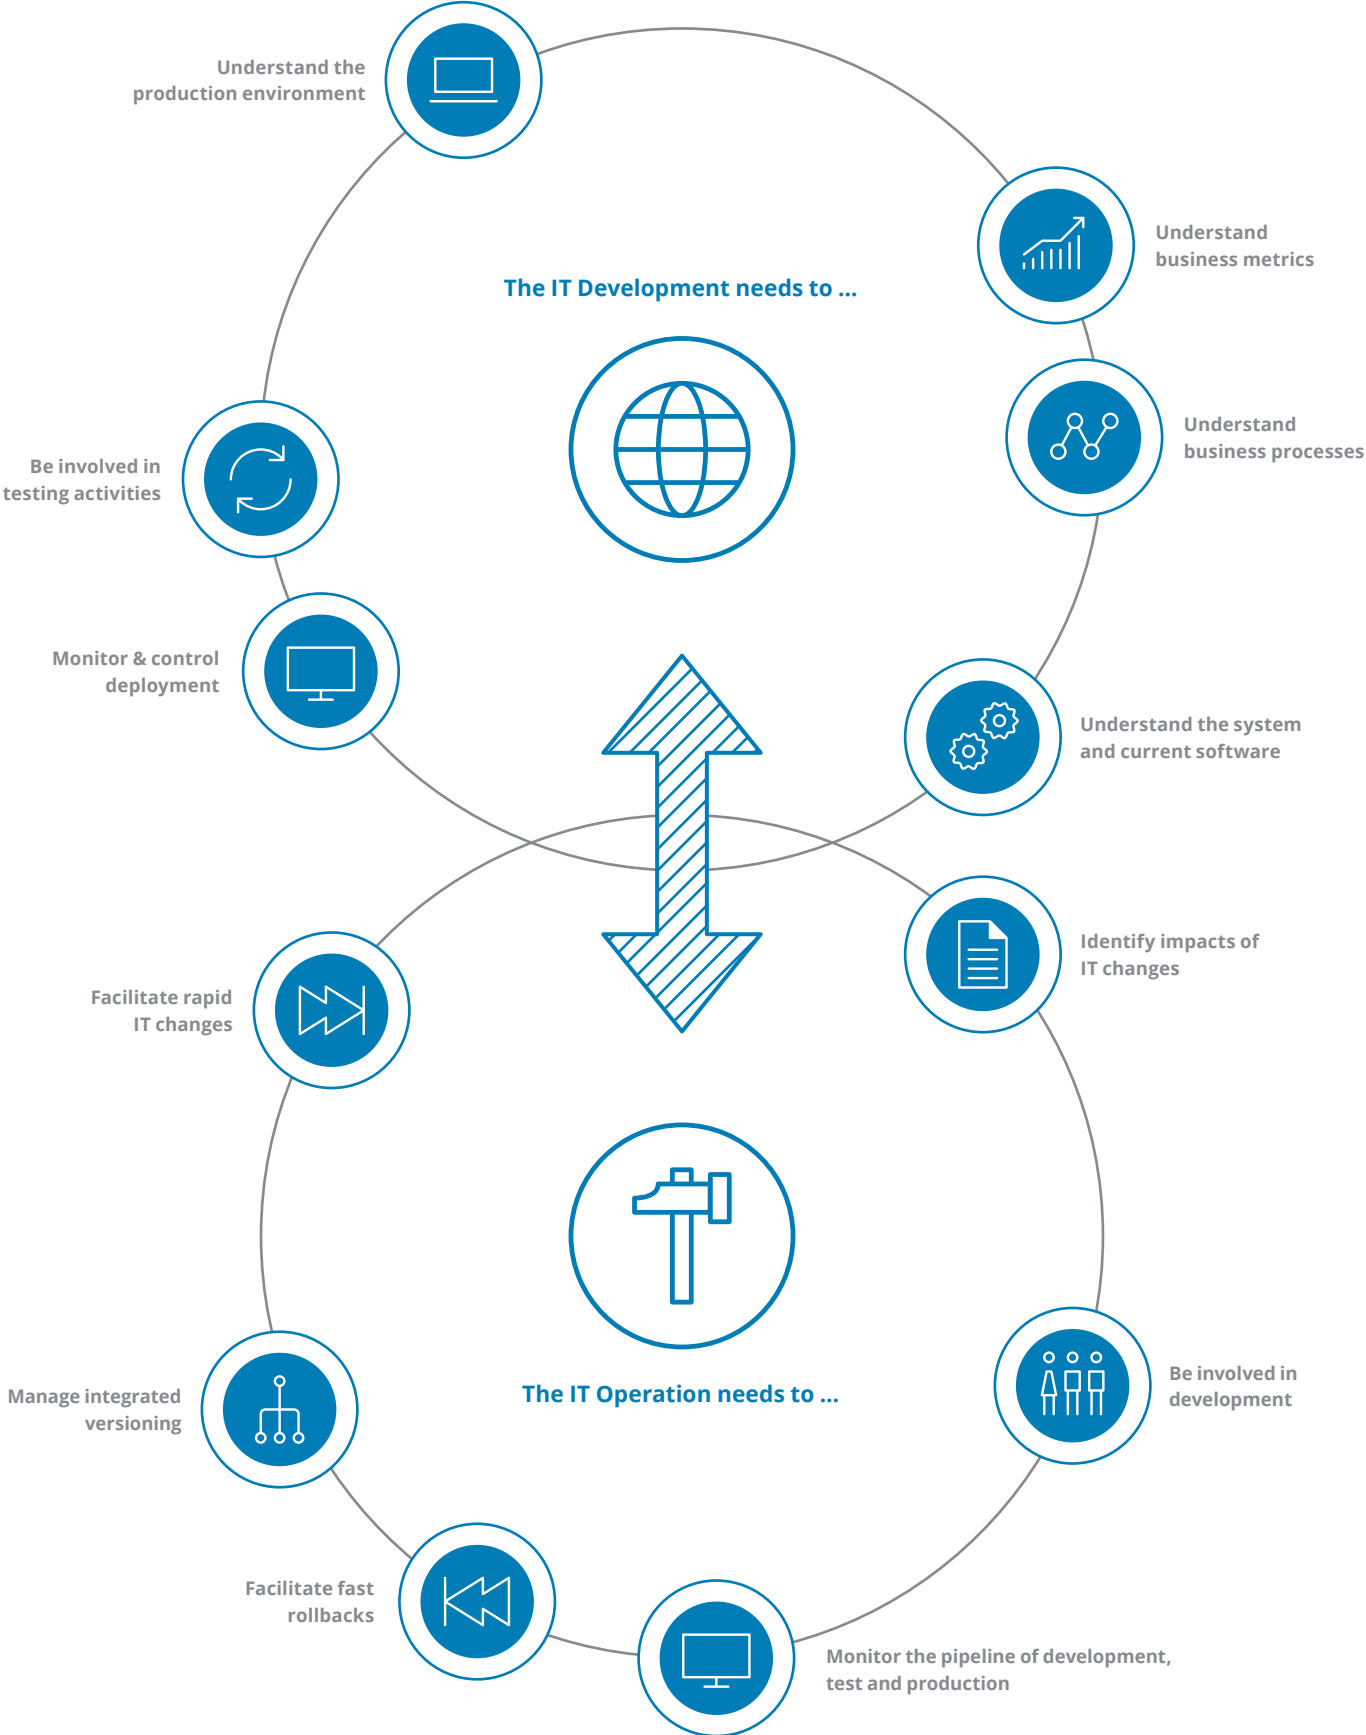 Understand the
production environment
Understand
business metrics
The IT Development needs to ...
Understand
business processes
Be involved in
testing activities
Monitor & control
deployment
Understand the system
and current software
Identify impacts of
IT changes
Facilitate rapid
IT changes
Be involved in
development
The IT Operation needs to ...
Manage integrated
versioning
Facilitate fast
rollbacks
Monitor the pipeline of development,
test and production